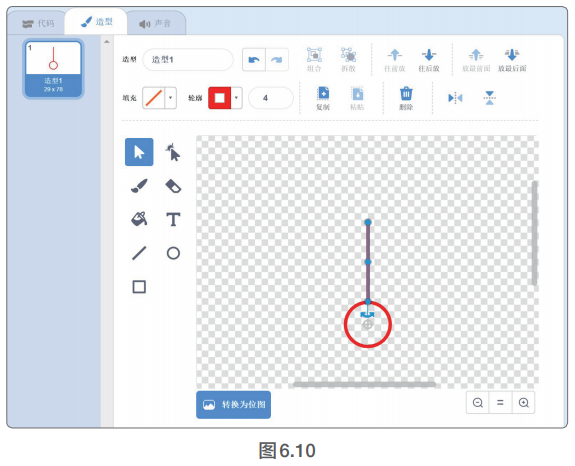 代码 造型 声音
1
造型1
29 x 78
造型 造型1 组合 拆散 往前放 往后放 放最前面 放最后面
填充 轮廓 4 复制 粘贴 删除
T
转换为位图
图6.10